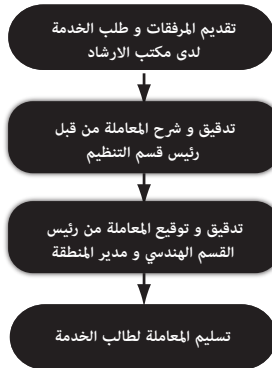 تقديم المرفقات و طلب الخدمة
لدى مكتب الارشاد
تدقيق و شرح المعاملة من قبل
رئيس قسم التنظيم
تدقيق و توقيع المعاملة من رئيس
القسم الهندسي و مدير المنطقة
تسليم المعاملة لطالب الخدمة